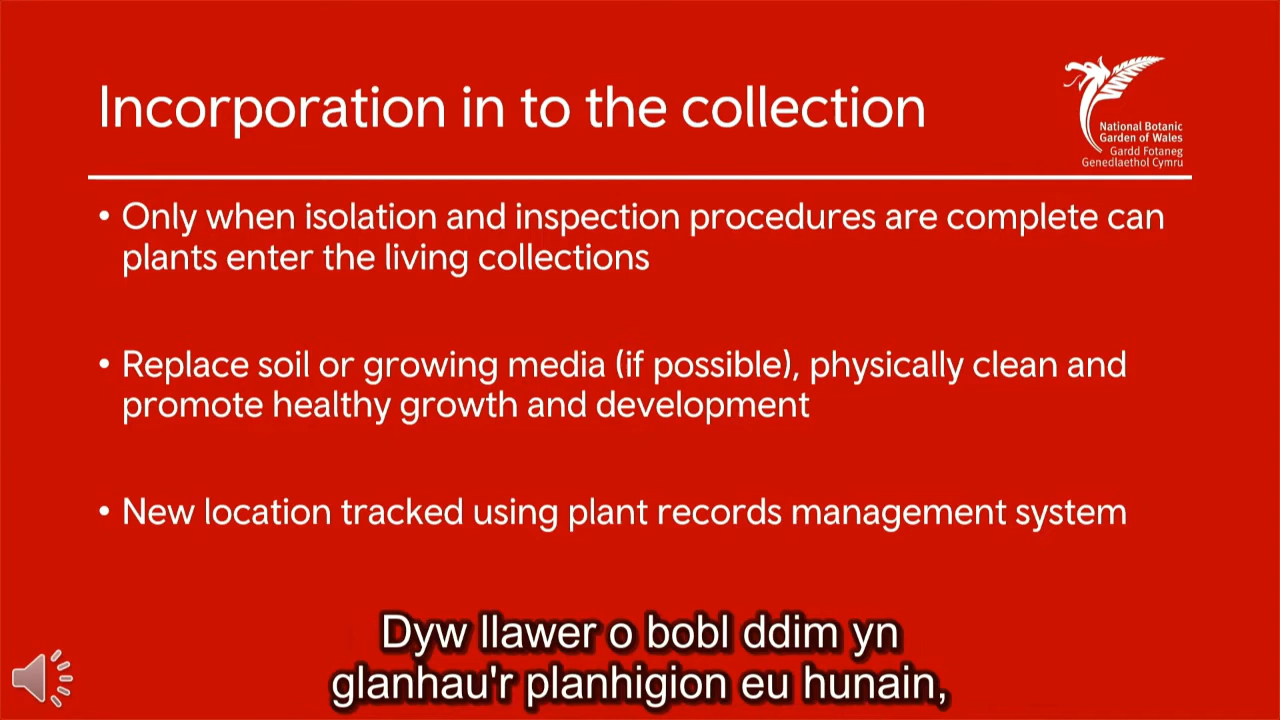 Incorporation in to the collection
National Botanic
Garden of Wales
Gardd Fotaneg
Genedlaethol Cymru
• Only when isolation and inspection procedures are complete can
plants enter the living collections
• Replace soil or growing media (if possible), physically clean and
promote healthy growth and development
• New location tracked using plant records management system
Dyw llawer o bobl ddim yn
glanhau'r planhigion eu hunain,